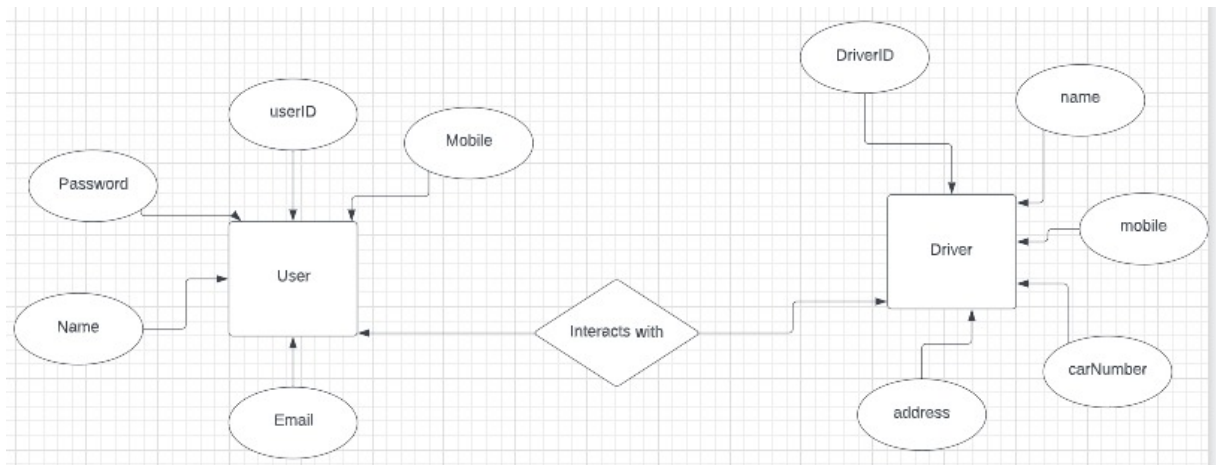 DriverID
name
userID
Mobile
Password
mobile
Driver
User
Name
Interacts with
carNumber
address
Email